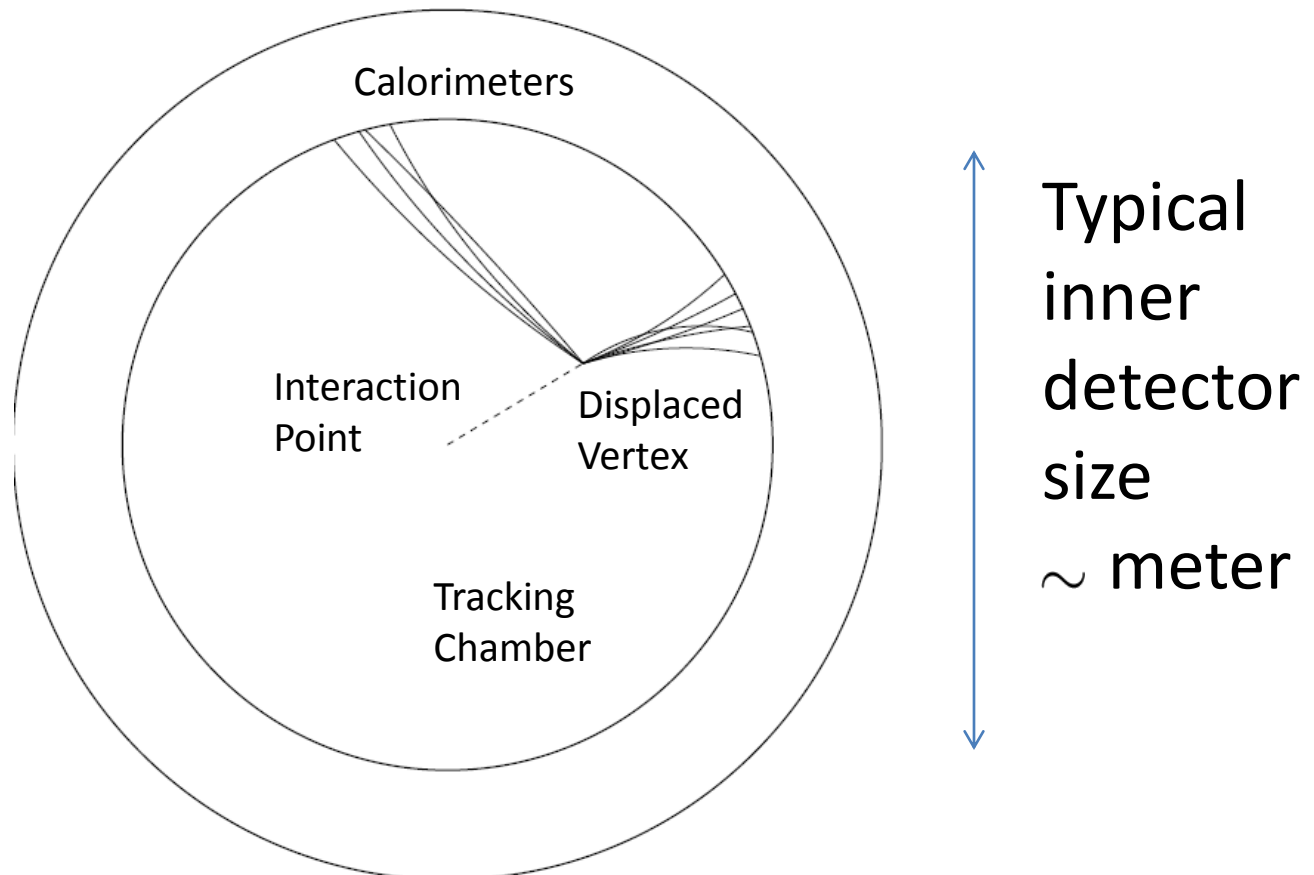 Calorimeters
Interaction
Point
Displaced
Vertex
Tracking
Chamber
Typical
inner
detector
size
~ meter